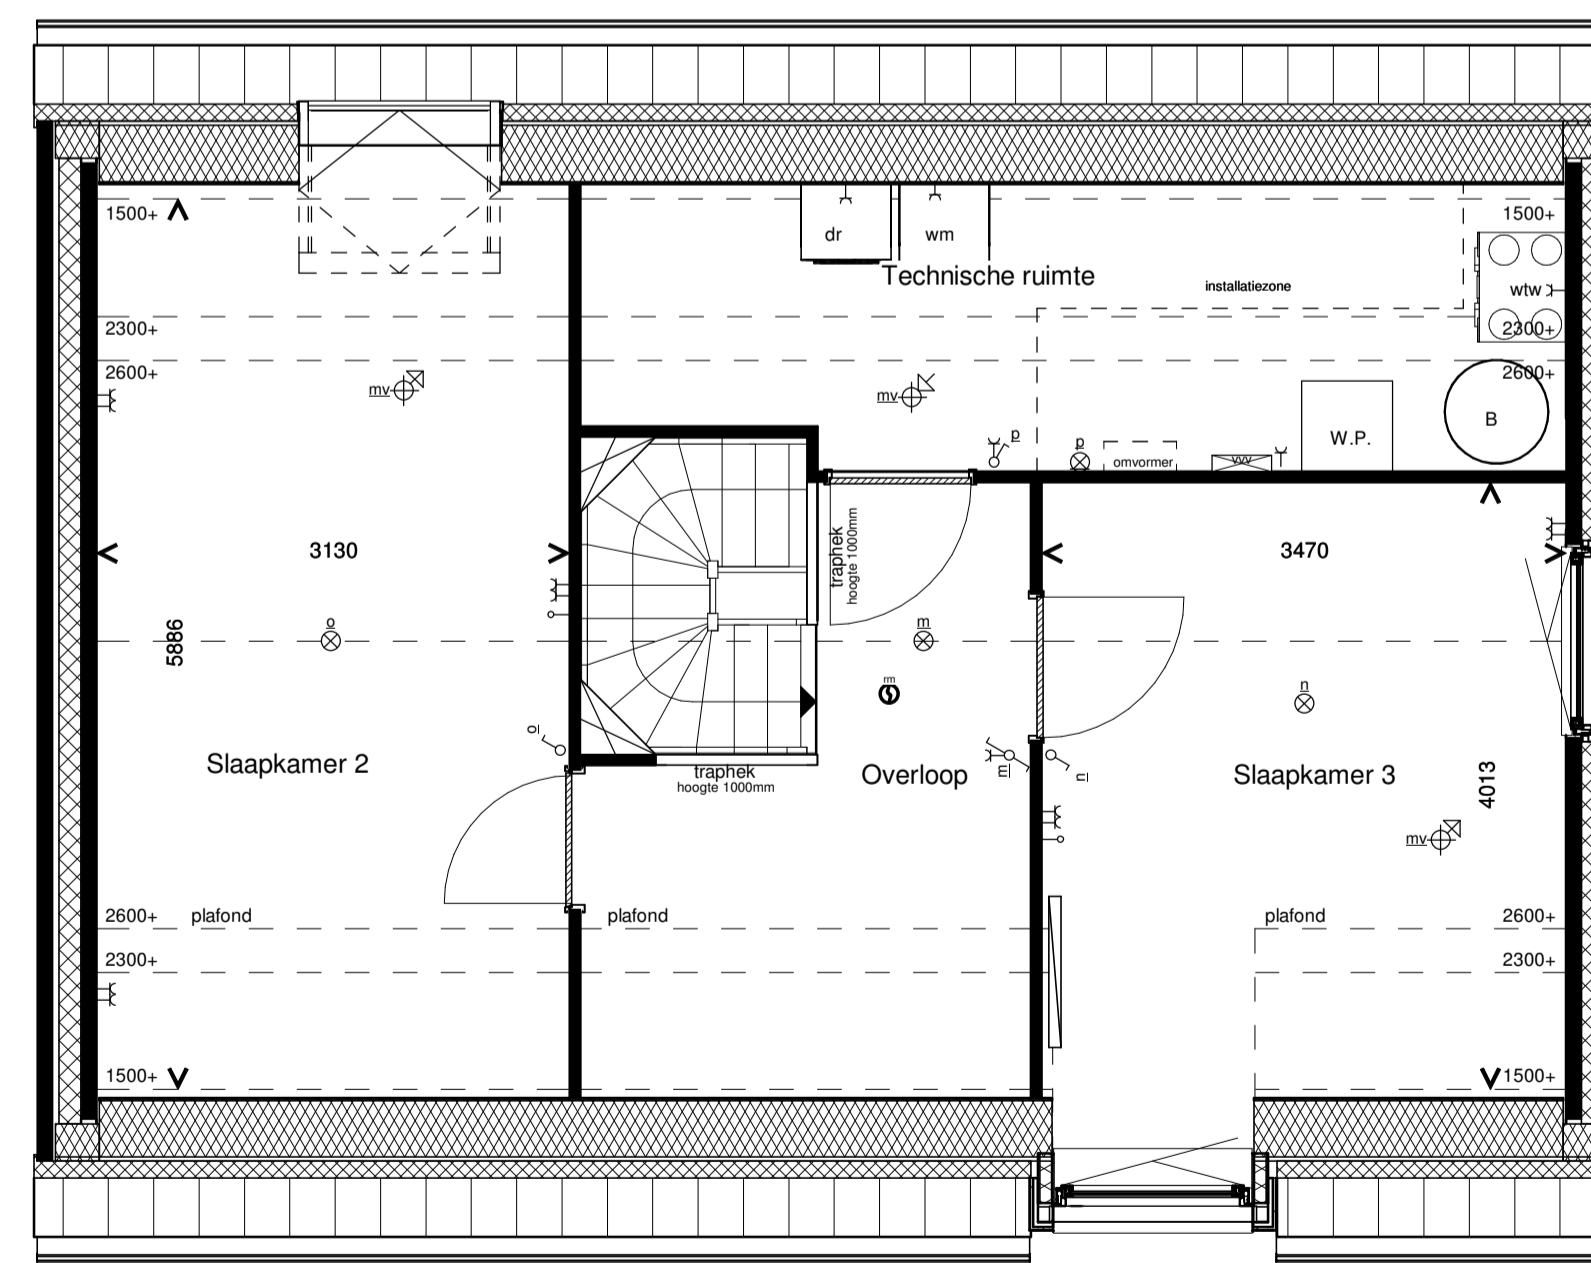 1500+
1500+
dr
wm
Technische ruimte
installatiezone
wtw
2300+
2300+
2600+
2600+
mv
mv
B
p
p
W.P.
omvormer
vvv
traphek
hoogte 1000mm
3130
3470
5886
o
m
rm
n
o
Slaapkamer 2
traphek
hoogte 1000mm
Overloop
m
n
Slaapkamer 3
4013
mv
2600+
plafond
plafond
plafond
2600+
2300+
2300+
1500+
1500+